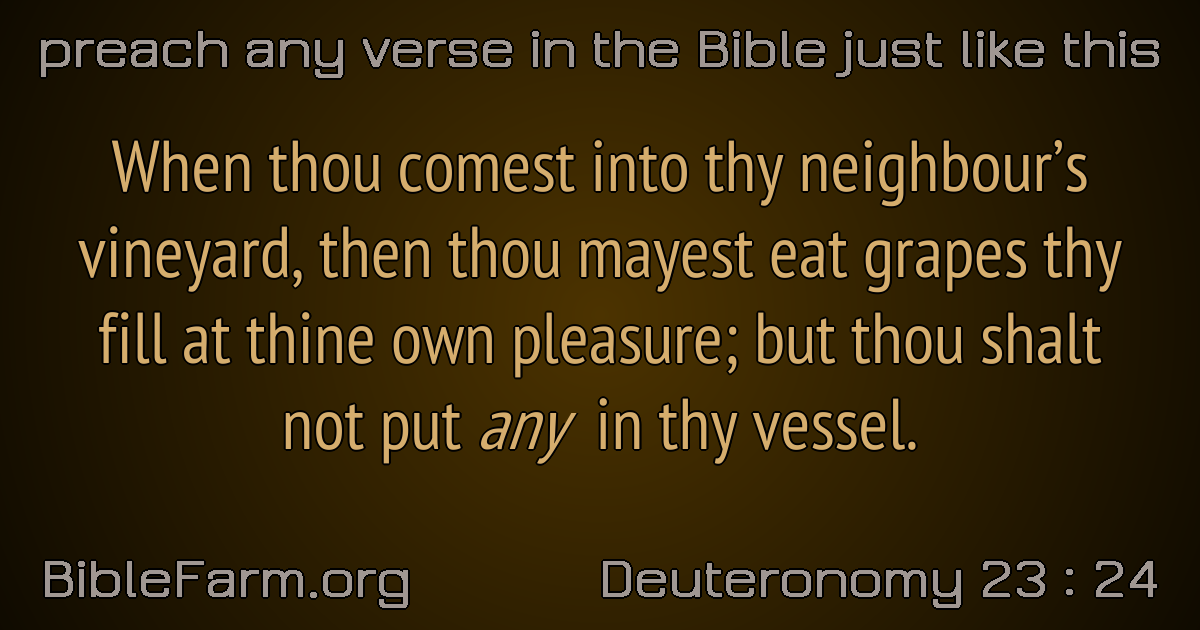 preach any verse in the Bible just like this
When thou comest into thy neighbour’s
vineyard, then thou mayest eat grapes thy
fill at thine own pleasure; but thou shalt
not put any in thy vessel.
BibleFarm.org
Deuteronomy 23 : 24